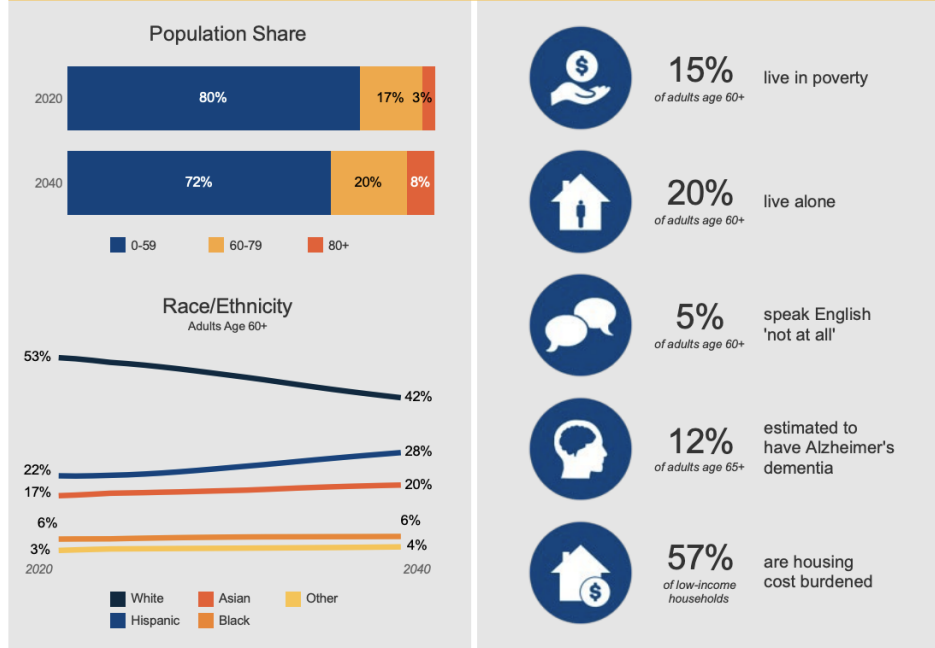 Population Share
2020
80%
17%
3%
2040
72%
20%
8%
0-59
60-79
80+
Race/Ethnicity
Adults Age 60+
53%
42%
22%
28%
17%
20%
6%
6%
3%
4%
2020
2040
White
Asian
Other
Hispanic
Black
$
15%
of adults age 60+
live in poverty
20%
of adults age 60+
live alone
5%
of adults age 60+
speak English
'not at all'
12%
of adults age 65+
estimated to
have Alzheimer's
dementia
$
57%
of low-income
households
are housing
cost burdened